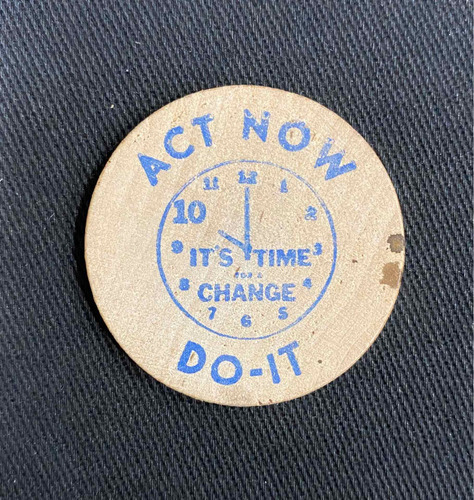 ACT NOW
11 12 1
10 2
9 IT'S TIME 3
FOR A
8 CHANGE 4
7 6 5
DO-IT